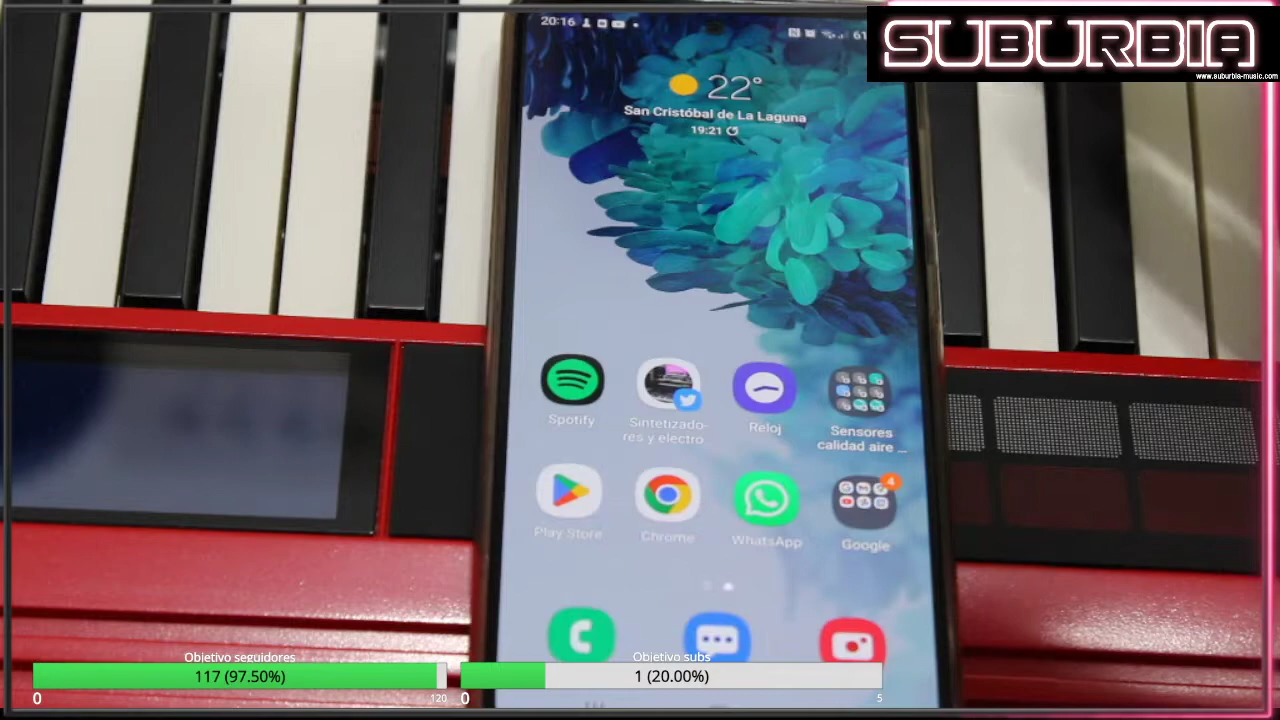 20:16
61
SUBURBIA
www.suburbia-music.com
22°
San Cristóbal de La Laguna
19:21
Spotify
Sintetizado-
res y electro
Reloj
Sensores
calidad aire ...
Play Store
Chrome
WhatsApp
4
Google
Objetivo seguidores
117 (97.50%)
0
120
Objetivo subs
1 (20.00%)
0
5